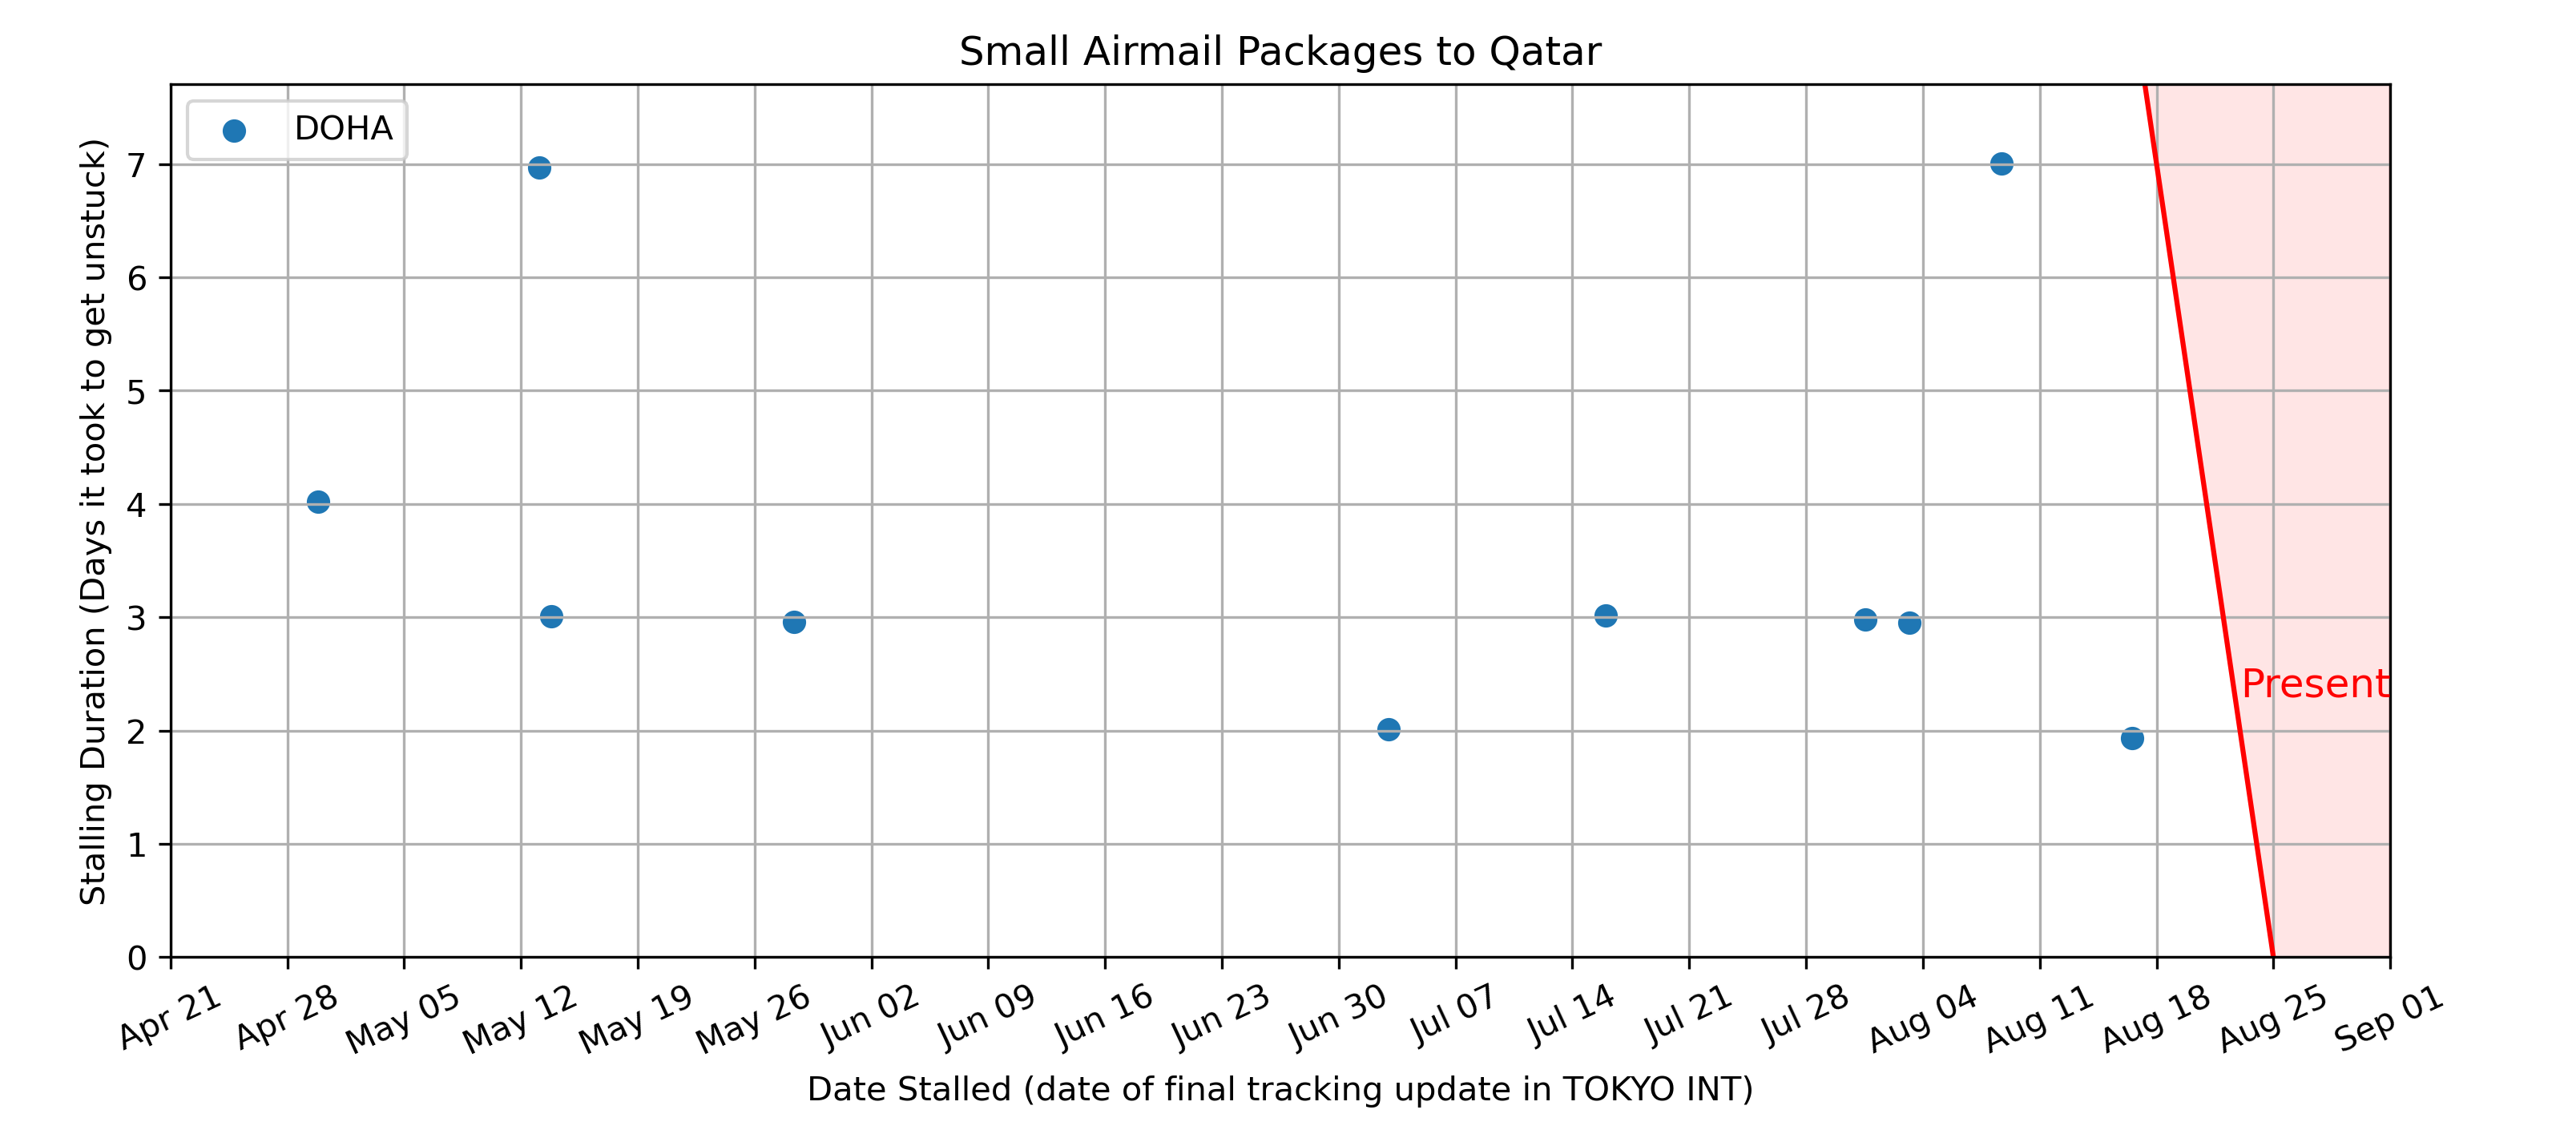 Small Airmail Packages to Qatar
DOHA
Stalling Duration (Days it took to get unstuck)
7
6
5
4
3
2
1
0
Present
Apr 21
Apr 28
May 05
May 12
May 19
May 26
Jun 02
Jun 09
Jun 16
Jun 23
Jun 30
Jul 07
Jul 14
Jul 21
Jul 28
Aug 04
Aug 11
Aug 18
Aug 25
Sep 01
Date Stalled (date of final tracking update in TOKYO INT)